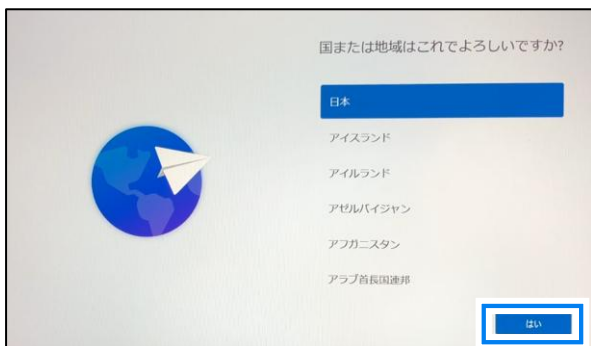 国または地域はこれでよろしいですか?
日本
アイスランド
アイルランド
アゼルバイジャン
アフガニスタン
アラブ首長国連邦
はい